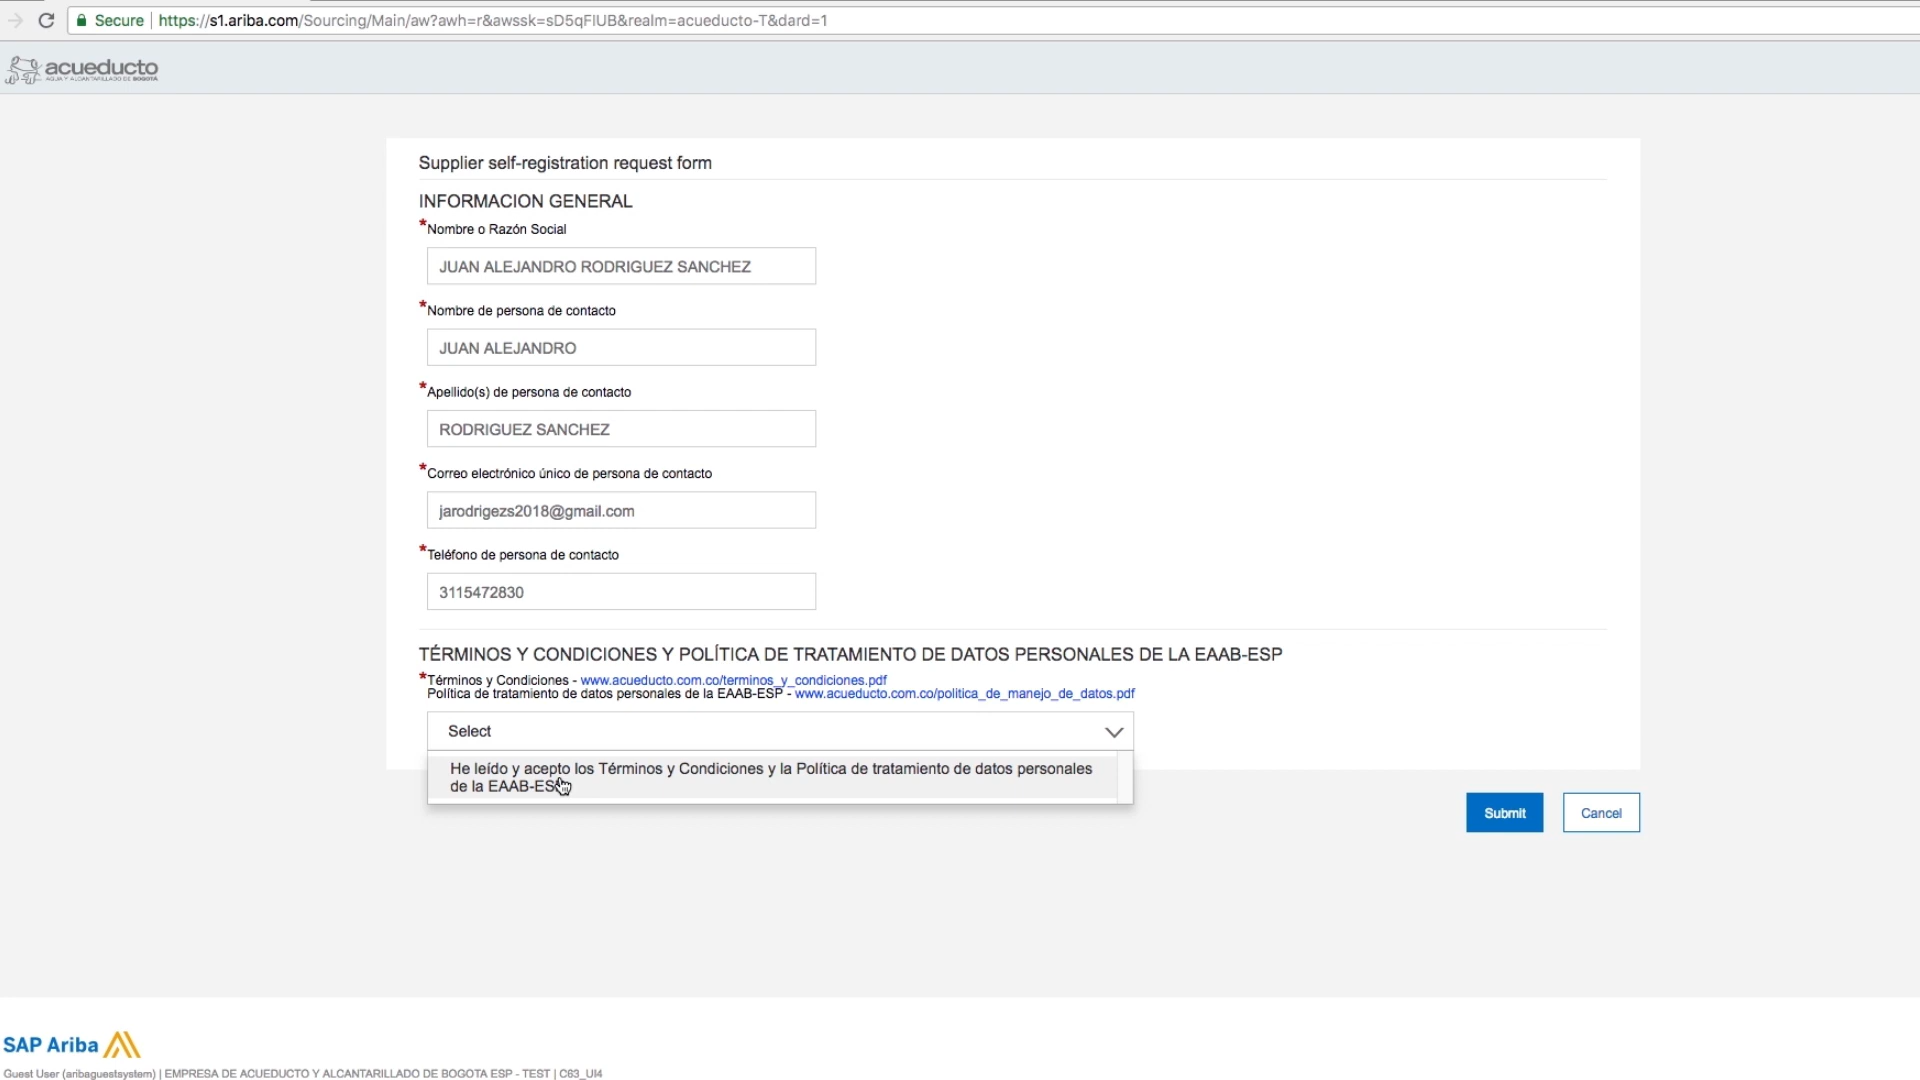 Secure https://s1.ariba.com/Sourcing/Main/aw?awh=r&awssk=sD5qFlUB&realm=acueducto-T&dard=1
acueducto
AGUA Y ALCANTARILLADO DE BOGOTÁ
Supplier self-registration request form
INFORMACION GENERAL
*Nombre o Razón Social
JUAN ALEJANDRO RODRIGUEZ SANCHEZ
*Nombre de persona de contacto
JUAN ALEJANDRO
*Apellido(s) de persona de contacto
RODRIGUEZ SANCHEZ
*Correo electrónico único de persona de contacto
jarodrigezs2018@gmail.com
*Teléfono de persona de contacto
3115472830
TÉRMINOS Y CONDICIONES Y POLÍTICA DE TRATAMIENTO DE DATOS PERSONALES DE LA EAAB-ESP
*Términos y Condiciones - www.acueducto.com.co/terminos_y_condiciones.pdf
Política de tratamiento de datos personales de la EAAB-ESP - www.acueducto.com.co/politica_de_manejo_de_datos.pdf
Select
He leído y acepto los Términos y Condiciones y la Política de tratamiento de datos personales
de la EAAB-ESP
Submit
Cancel
SAP Ariba
Guest User (aribaguestsystem) | EMPRESA DE ACUEDUCTO Y ALCANTARILLADO DE BOGOTA ESP - TEST | C63_UI4